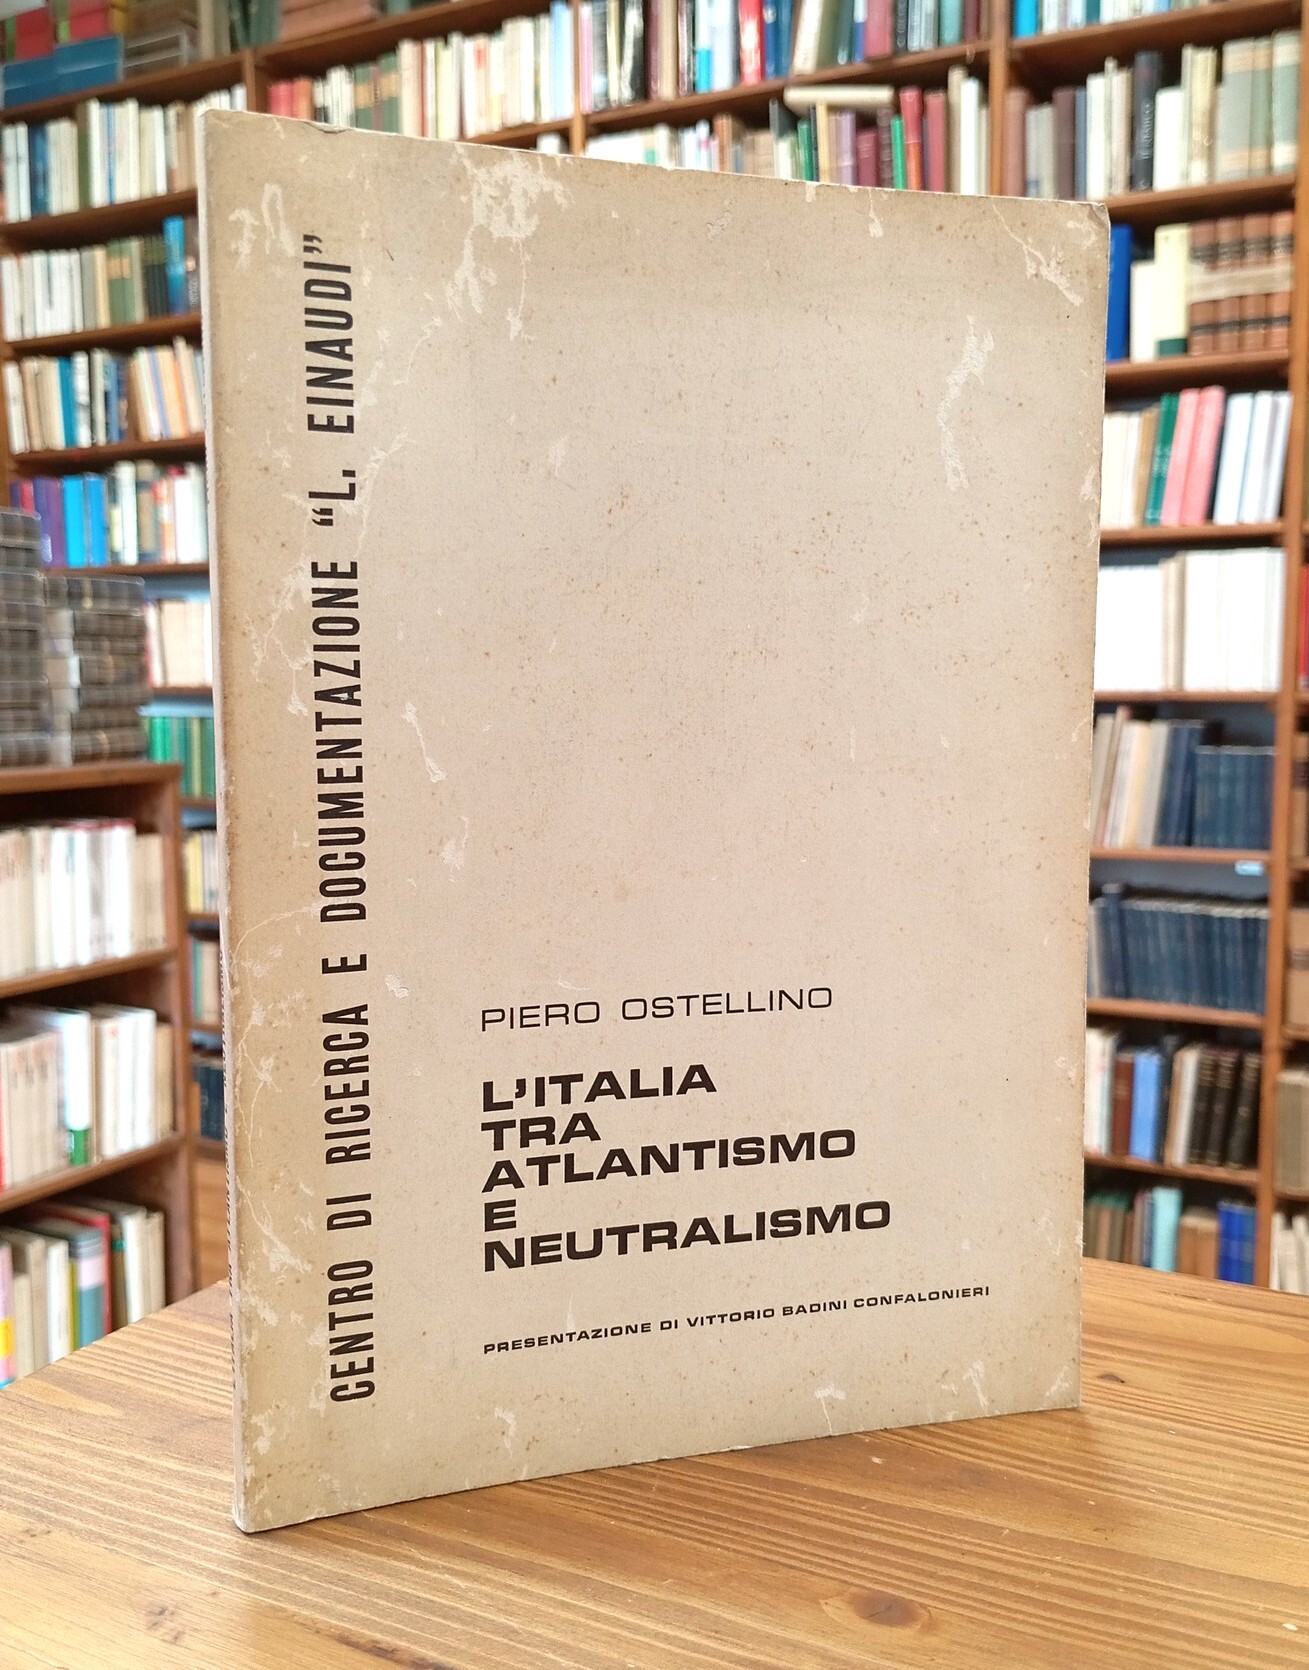 CENTRO DI RICERCA E DOCUMENTAZIONE “L. EINAUDI”
PIERO OSTELLINO
L’ITALIA
TRA
ATLANTISMO
E
NEUTRALISMO
PRESENTAZIONE DI VITTORIO BADINI CONFALONIERI